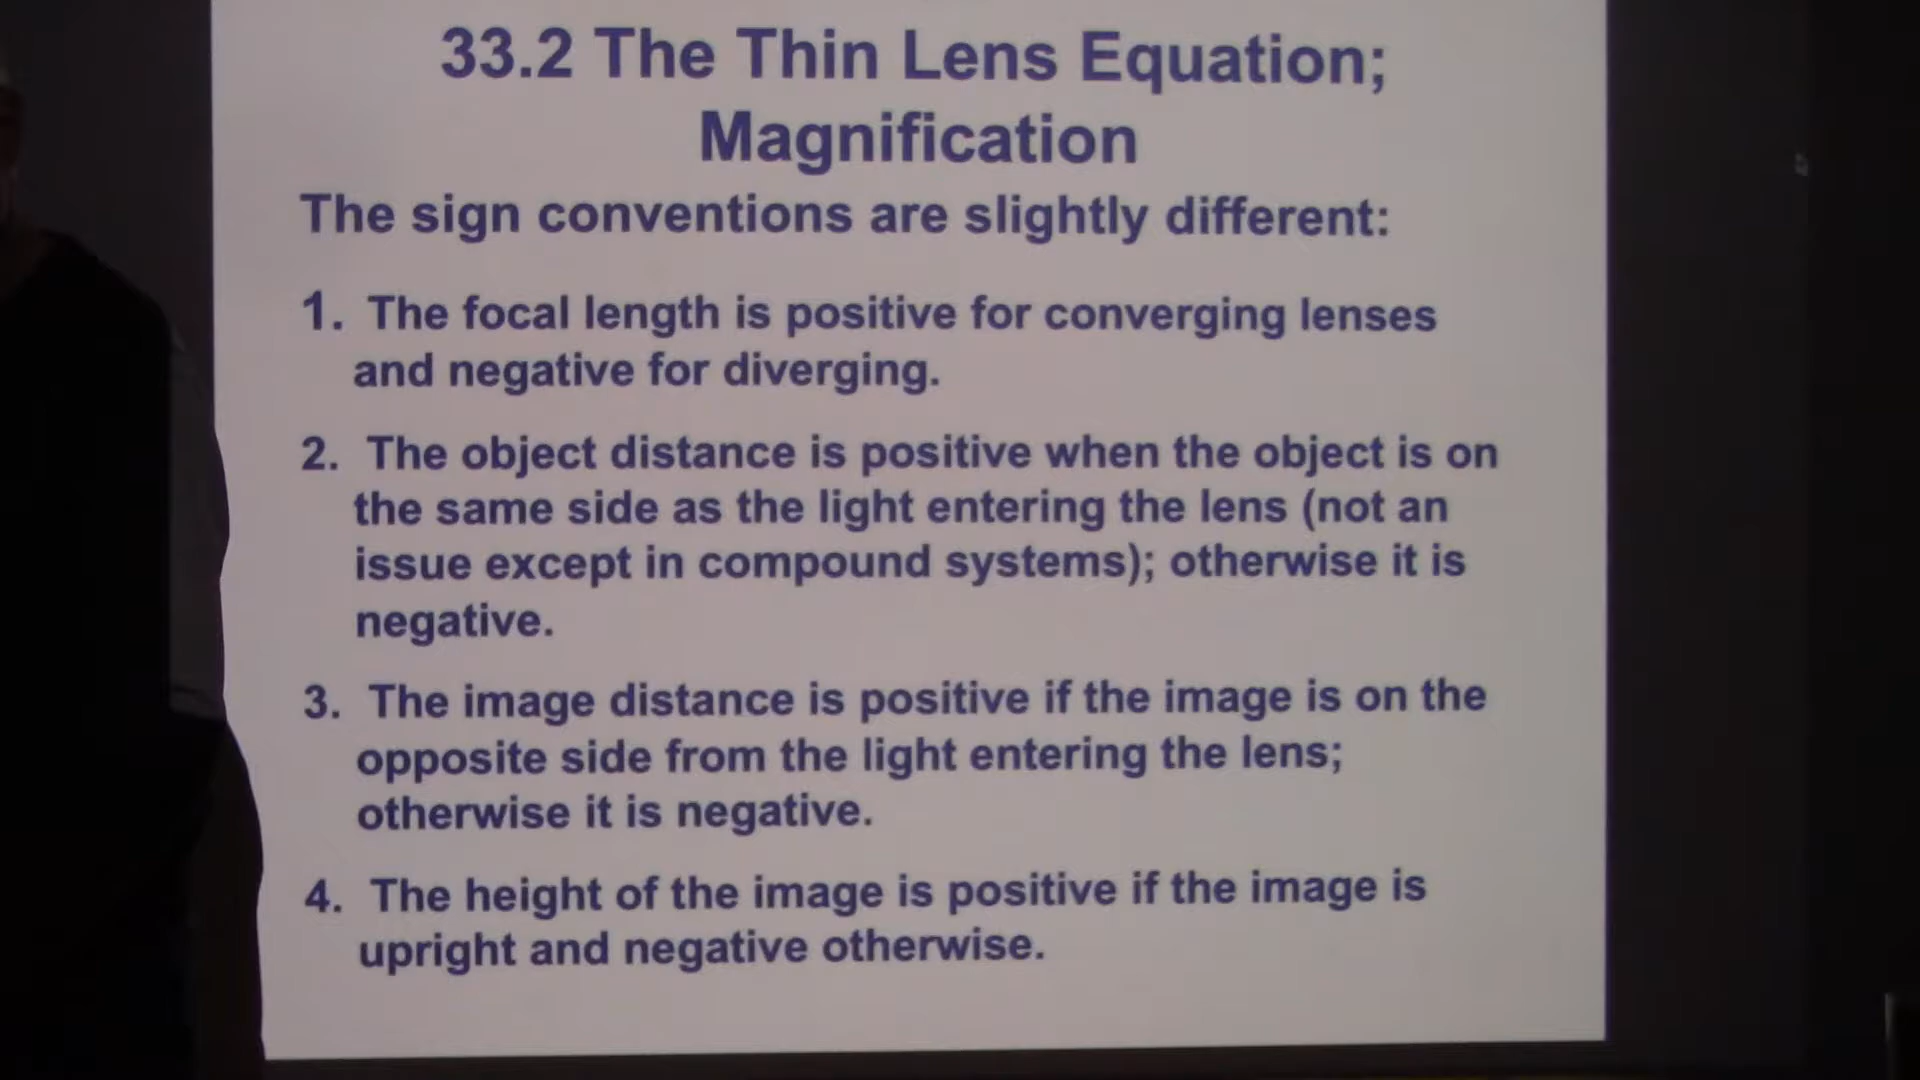 33.2 The Thin Lens Equation;
Magnification
The sign conventions are slightly different:
1. The focal length is positive for converging lenses
and negative for diverging.
2. The object distance is positive when the object is on
the same side as the light entering the lens (not an
issue except in compound systems); otherwise it is
negative.
3. The image distance is positive if the image is on the
opposite side from the light entering the lens;
otherwise it is negative.
4. The height of the image is positive if the image is
upright and negative otherwise.